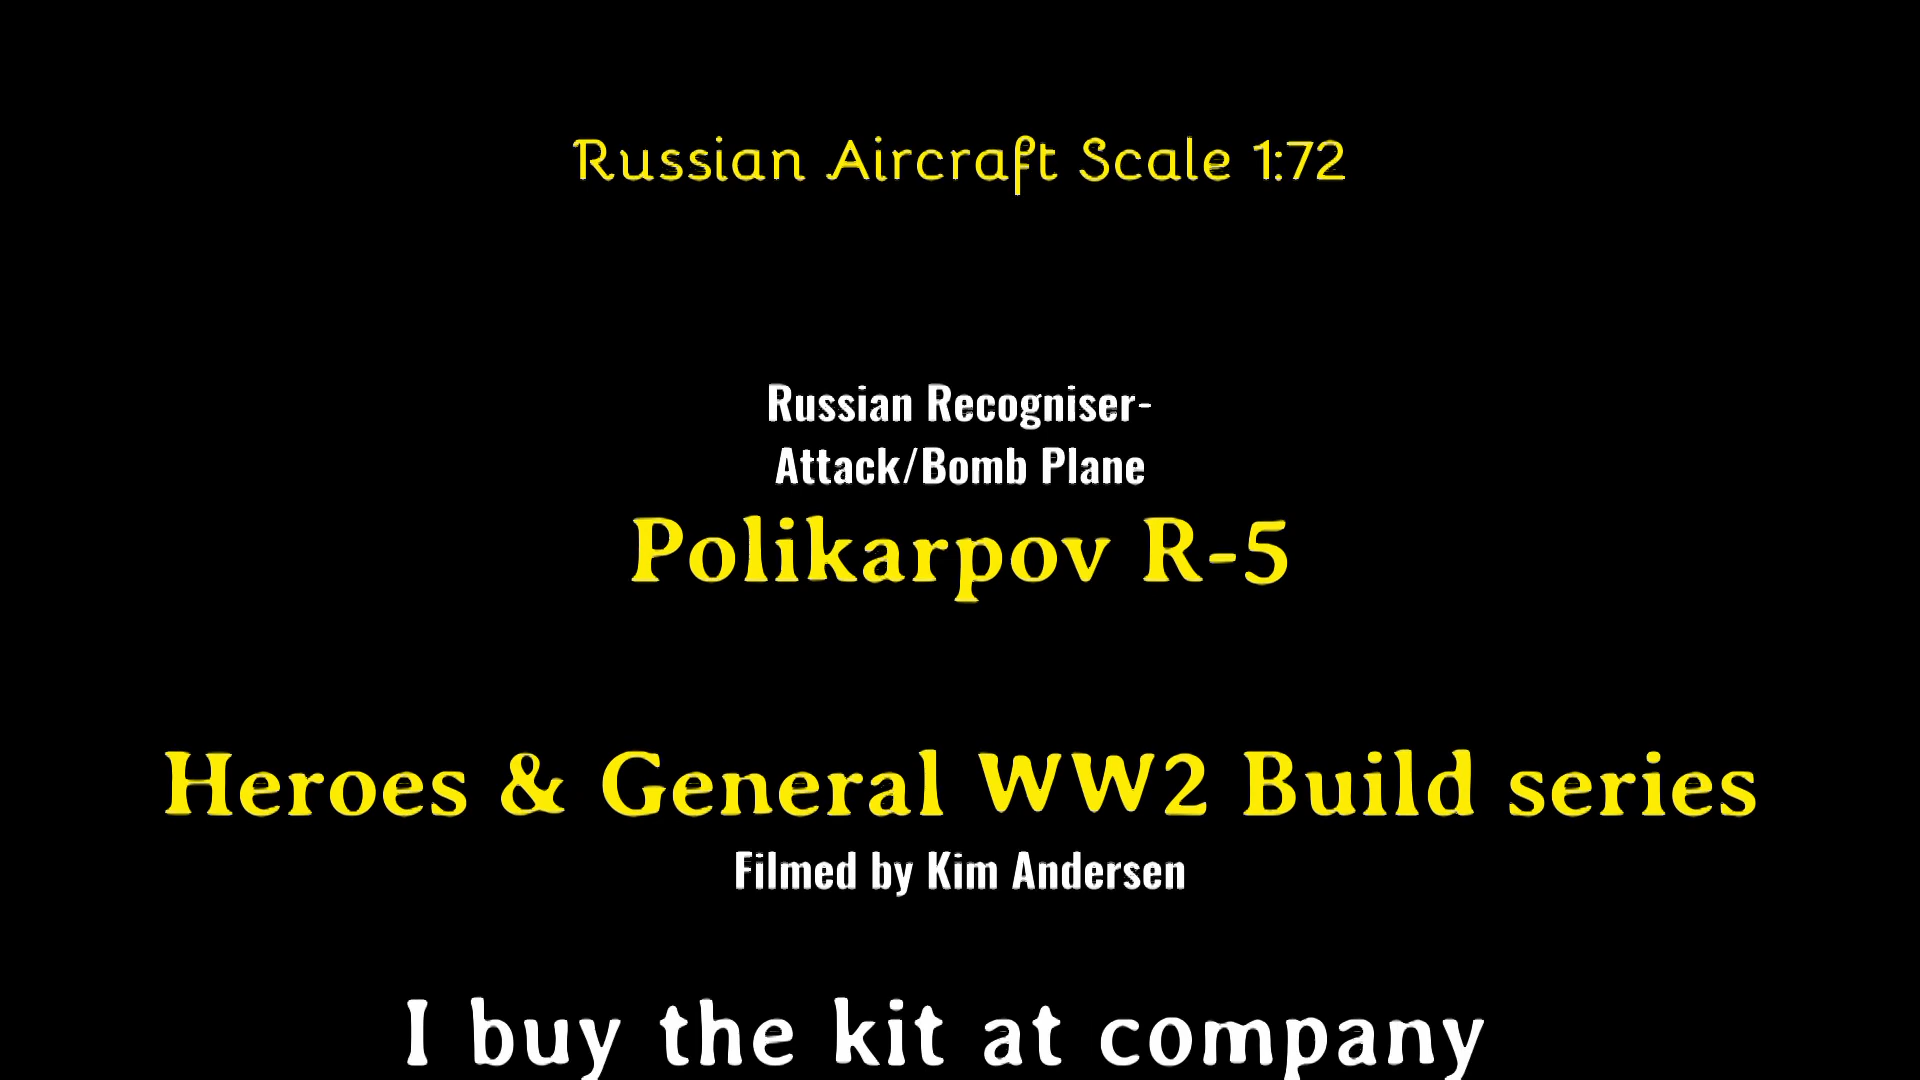 Russian Aircraft Scale 1:72
Russian Recogniser-
Attack/Bomb Plane
Polikarpov R-5
Heroes & General WW2 Build series
Filmed by Kim Andersen
I buy the kit at company